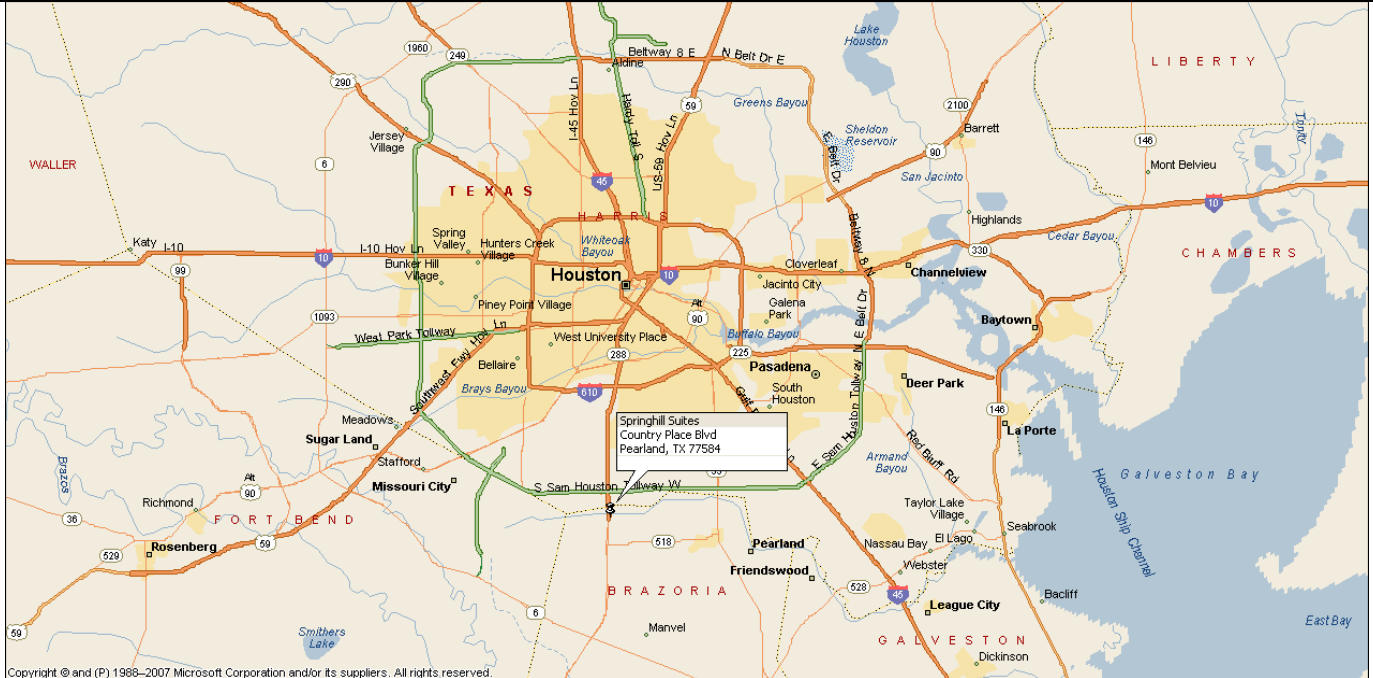 1960
249
Beltway 8 E
N Belt Dr E
Lake
Houston
LIBERTY
Aldine
290
I-45 Hov Ln
Hardy Toll S
59
US-59 Hov Ln
Greens Bayou
2100
Trinity
Jersey
Village
Sheldon
Reservoir
E Belt Dr
Barrett
90
146
Mont Belvieu
WALLER
6
45
San Jacinto
TEXAS
10
HARRIS
Highlands
Beltway 8 N
Spring
Valley
Hunters Creek
Village
Whiteoak
Bayou
Cedar Bayou
Katy
I-10
I-10 Hov Ln
10
330
CHAMBERS
Bunker Hill
Village
99
Houston
10
Cloverleaf
Channelview
Jacinto City
Piney Point Village
Alt
90
Galena
Park
N E Belt Dr
1093
West Park Tollway
Ln
Baytown
West University Place
Buffalo Bayou
288
225
Bellaire
Pasadena
Southwest Fwy Hov
Brays Bayou
610
Deer Park
South
Houston
Springhill Suites
Country Place Blvd
Pearland, TX 77584
146
Meadows
La Porte
Sugar Land
E Sam Houston Tollway
Red Bluff Rd
Armand
Bayou
Stafford
Brazos
Alt
90
Missouri City
S Sam Houston Tollway W
Galveston Bay
Houston Ship Channel
Richmond
Taylor Lake
Village
36
FORT BEND
Seabrook
529
Rosenberg
59
518
Pearland
Nassau Bay
El Lago
Friendswood
Webster
BRAZORIA
528
45
Bacliff
League City
6
59
Smithers
Lake
Manvel
GALVESTON
East Bay
Dickinson
Copyright © and (P) 1988–2007 Microsoft Corporation and/or its suppliers. All rights reserved.